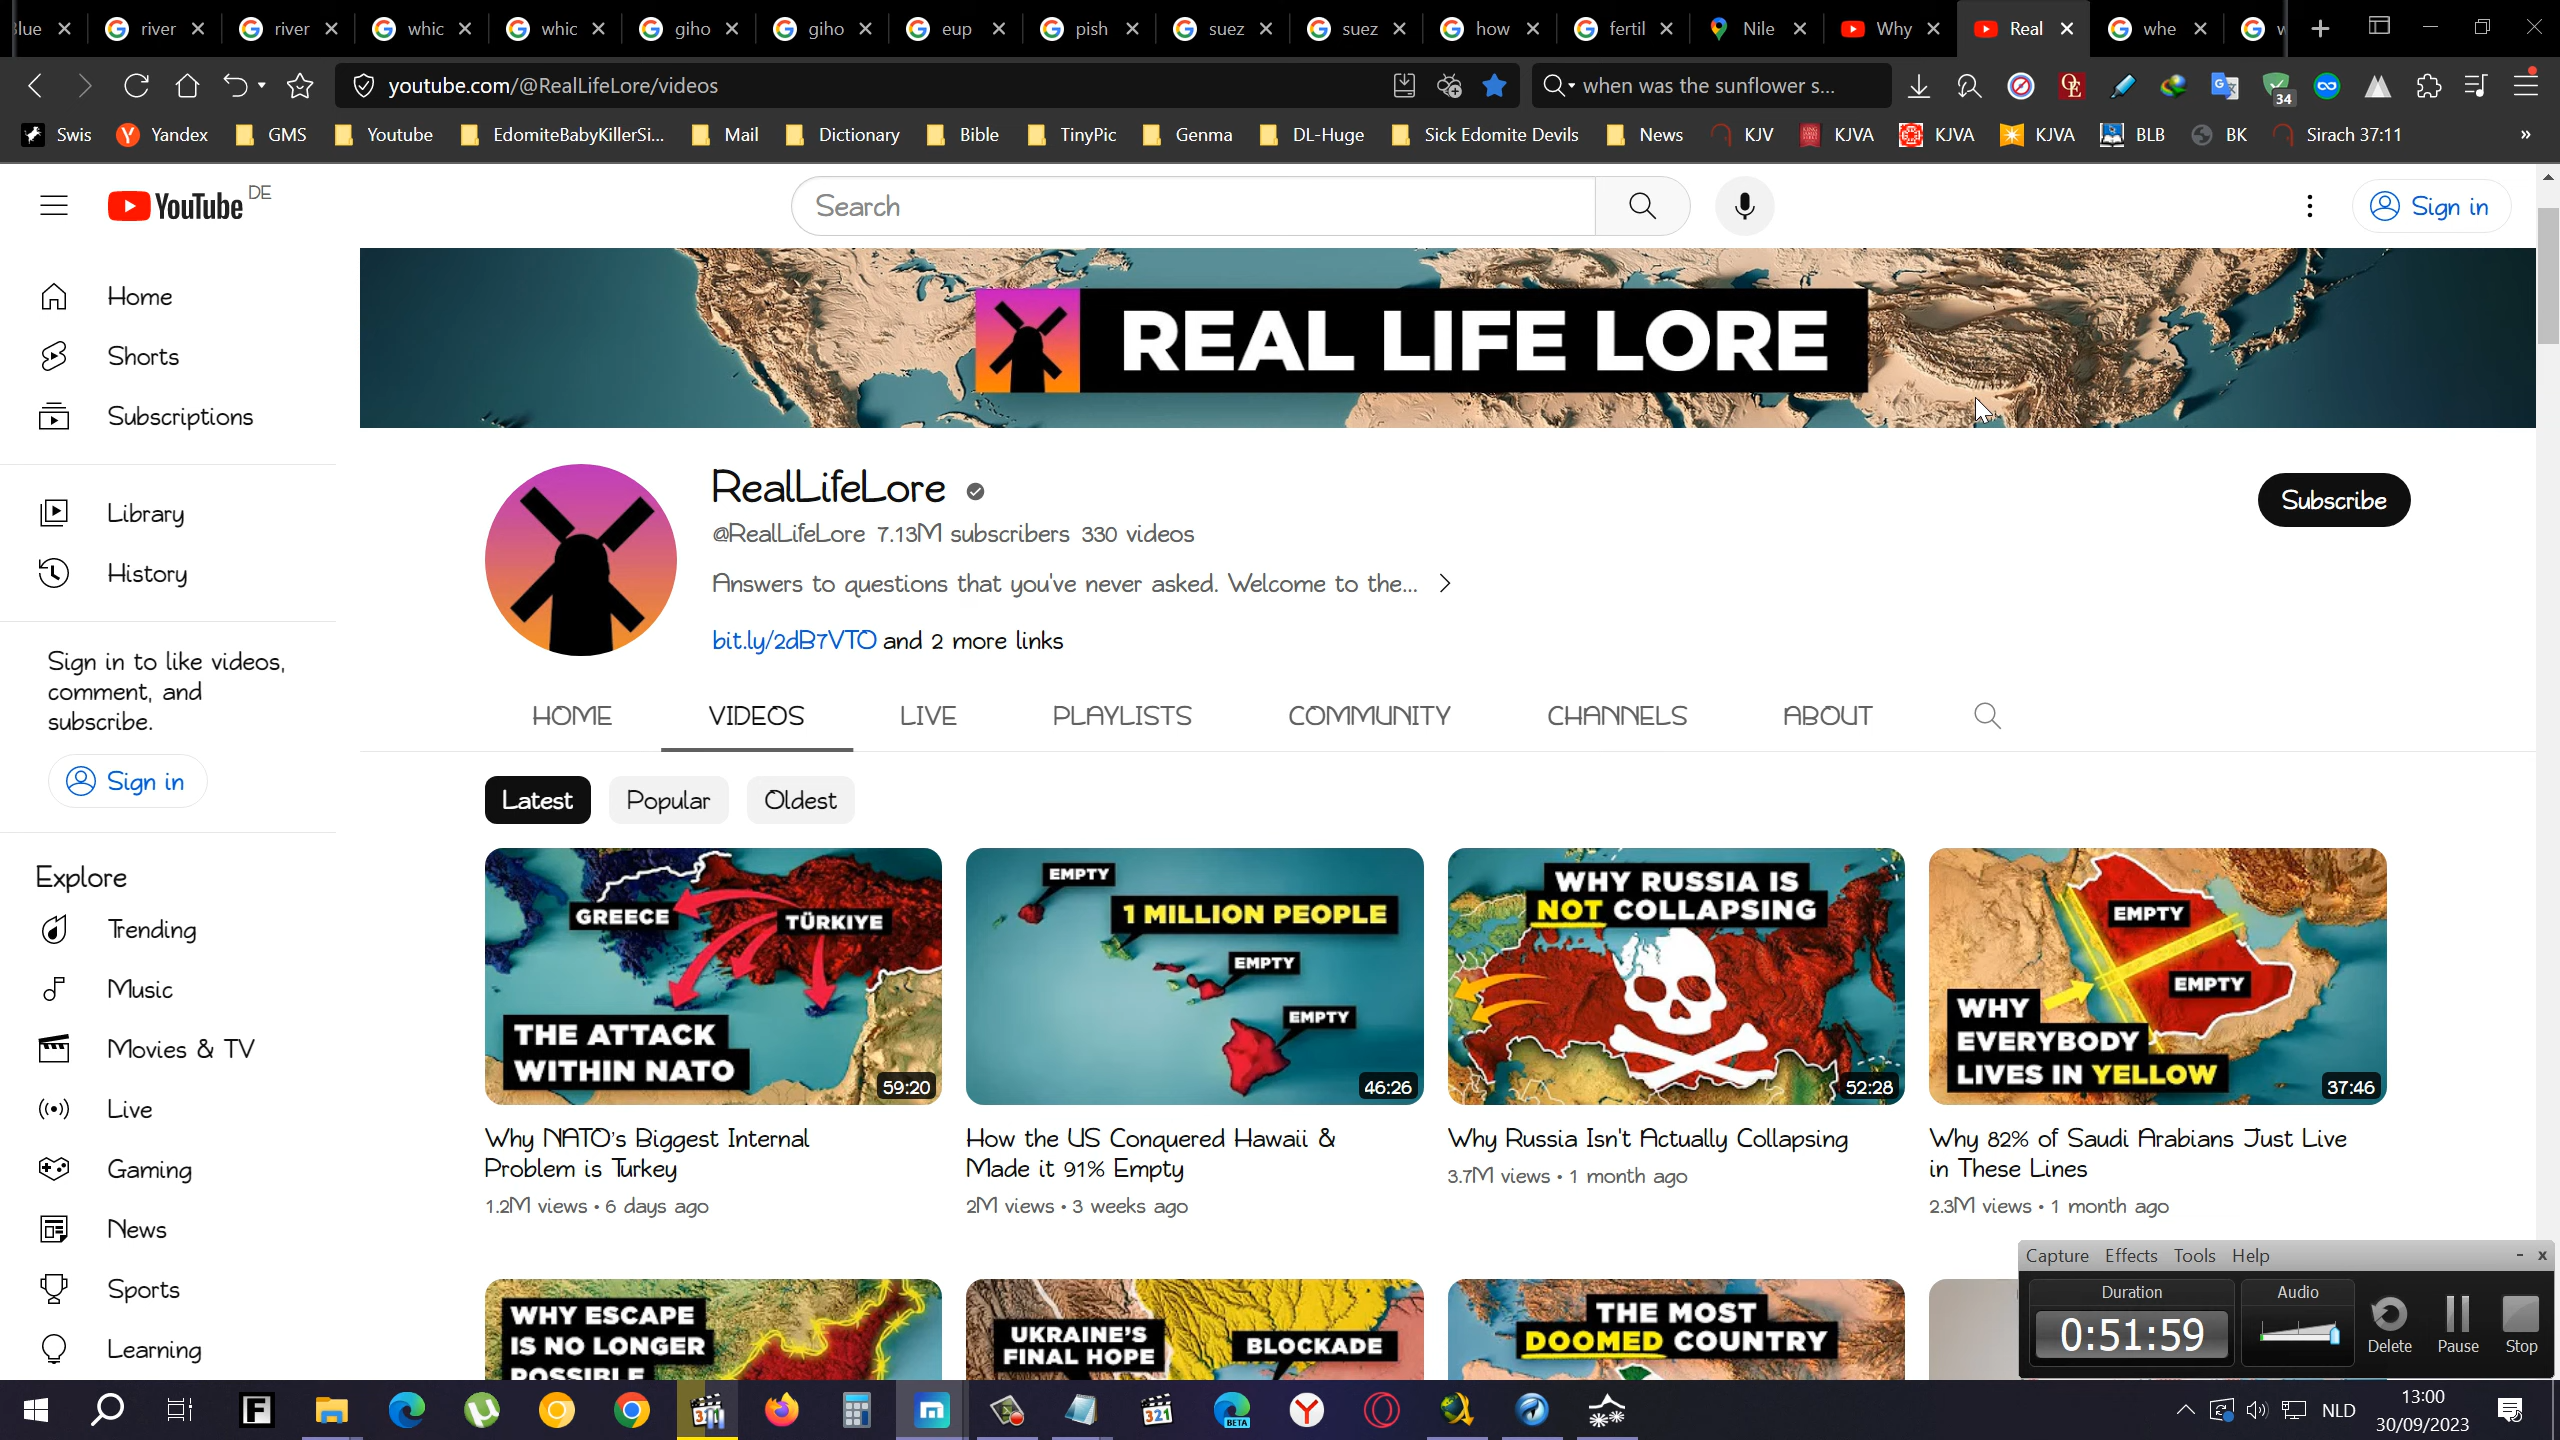 lue
river
river
whic
whic
giho
giho
eup
pish
suez
suez
how
fertil
Nile
Why
Real
whe
youtube.com/@RealLifeLore/videos
when was the sunflower s...
34
Swis
Yandex
GMS
Youtube
EdomiteBabyKillerSi...
Mail
Dictionary
Bible
TinyPic
Genma
DL-Huge
Sick Edomite Devils
News
KJV
KJVA
KJVA
KJVA
BLB
BK
Sirach 37:11
»
YouTube DE
Search
Sign in
Home
Shorts
Subscriptions
Library
History
Sign in to like videos,
comment, and
subscribe.
Sign in
Explore
Trending
Music
Movies & TV
Live
Gaming
News
Sports
Learning
REAL LIFE LORE
RealLifeLore
@RealLifeLore 7.13M subscribers 330 videos
Answers to questions that you've never asked. Welcome to the...
bit.ly/2dB7VTO and 2 more links
Subscribe
HOME
VIDEOS
LIVE
PLAYLISTS
COMMUNITY
CHANNELS
ABOUT
Latest
Popular
Oldest
GREECE
TÜRKIYE
THE ATTACK
WITHIN NATO
59:20
Why NATO's Biggest Internal
Problem is Turkey
1.2M views • 6 days ago
EMPTY
1 MILLION PEOPLE
EMPTY
EMPTY
46:26
How the US Conquered Hawaii &
Made it 91% Empty
2M views • 3 weeks ago
WHY RUSSIA IS
NOT COLLAPSING
52:28
Why Russia Isn't Actually Collapsing
3.7M views • 1 month ago
EMPTY
EMPTY
WHY
EVERYBODY
LIVES IN YELLOW
37:46
Why 82% of Saudi Arabians Just Live
in These Lines
2.3M views • 1 month ago
WHY ESCAPE
IS NO LONGER
POSSIBLE
UKRAINE'S
FINAL HOPE
BLOCKADE
THE MOST
DOOMED COUNTRY
Capture Effects Tools Help
Duration
0:51:59
Audio
Delete
Pause
Stop
321
BETA
NLD
13:00
30/09/2023